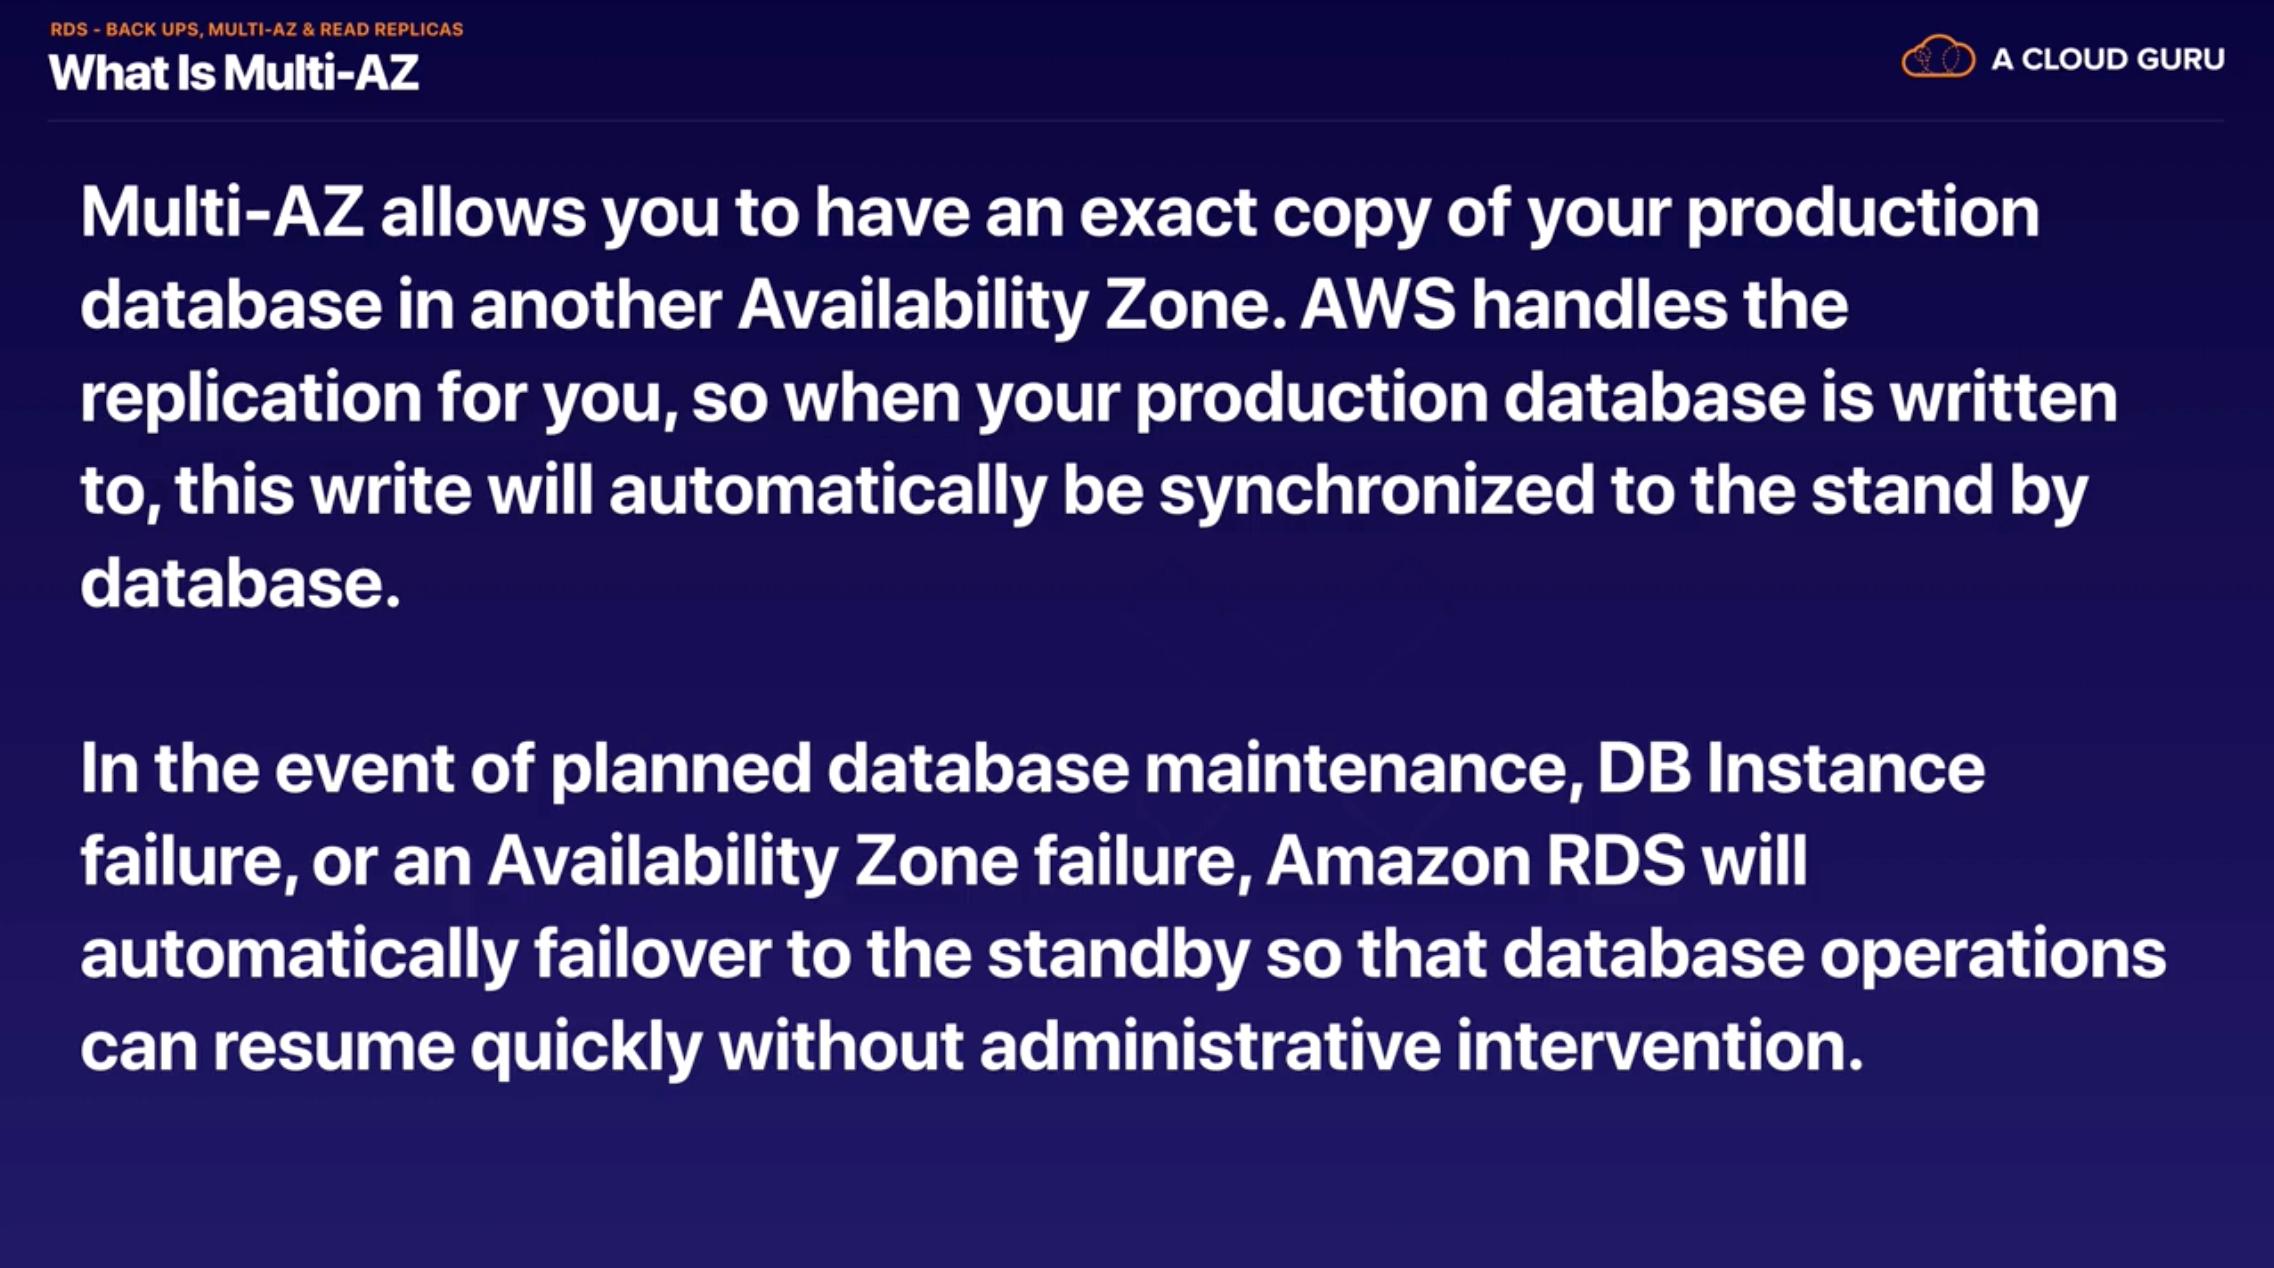 RDS - BACK UPS, MULTI-AZ & READ REPLICAS
What Is Multi-AZ
A CLOUD GURU
Multi-AZ allows you to have an exact copy of your production
database in another Availability Zone. AWS handles the
replication for you, so when your production database is written
to, this write will automatically be synchronized to the stand by
database.
In the event of planned database maintenance, DB Instance
failure, or an Availability Zone failure, Amazon RDS will
automatically failover to the standby so that database operations
can resume quickly without administrative intervention.